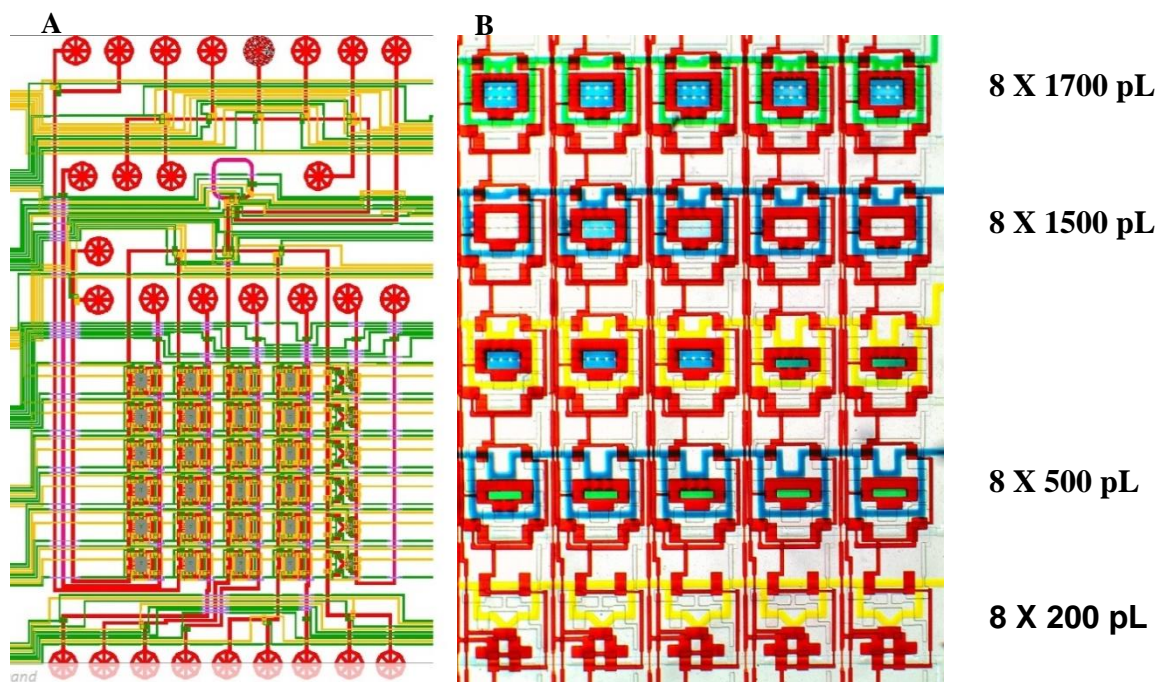 A
B
8 X 1700 pL
8 X 1500 pL
8 X 500 pL
8 X 200 pL
and